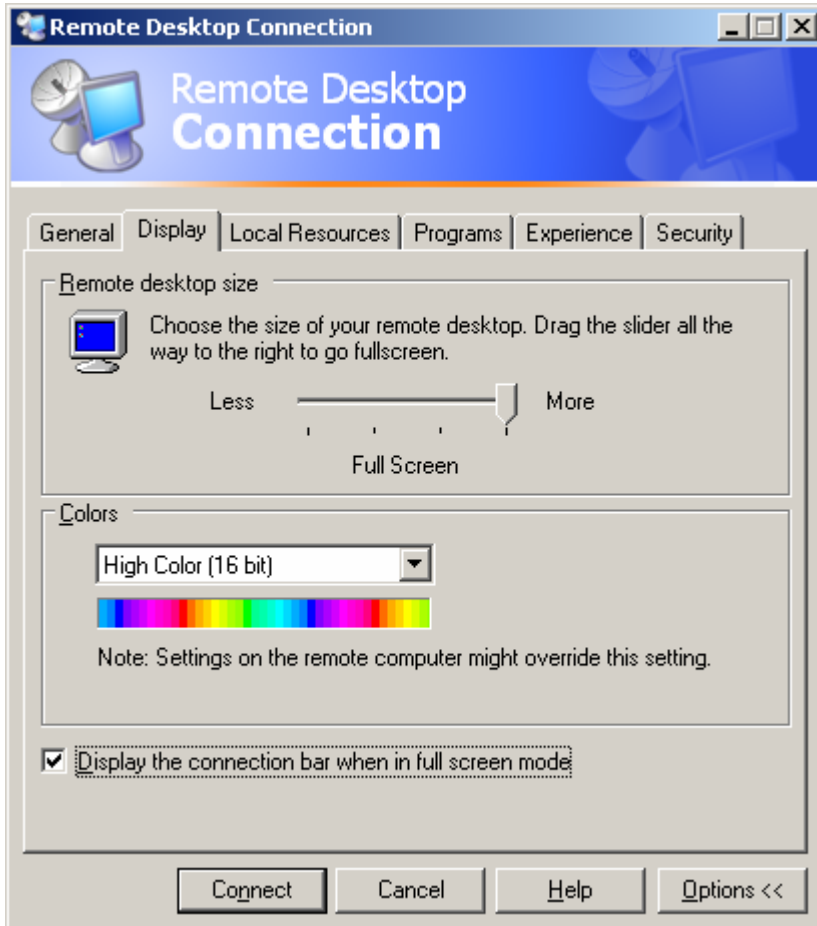 Remote Desktop Connection
Remote Desktop
Connection
General Display Local Resources Programs Experience Security
Remote desktop size
Choose the size of your remote desktop. Drag the slider all the
way to the right to go fullscreen.
Less More
Full Screen
Colors
High Color (16 bit)
Note: Settings on the remote computer might override this setting.
Display the connection bar when in full screen mode
Connect Cancel Help Options <<